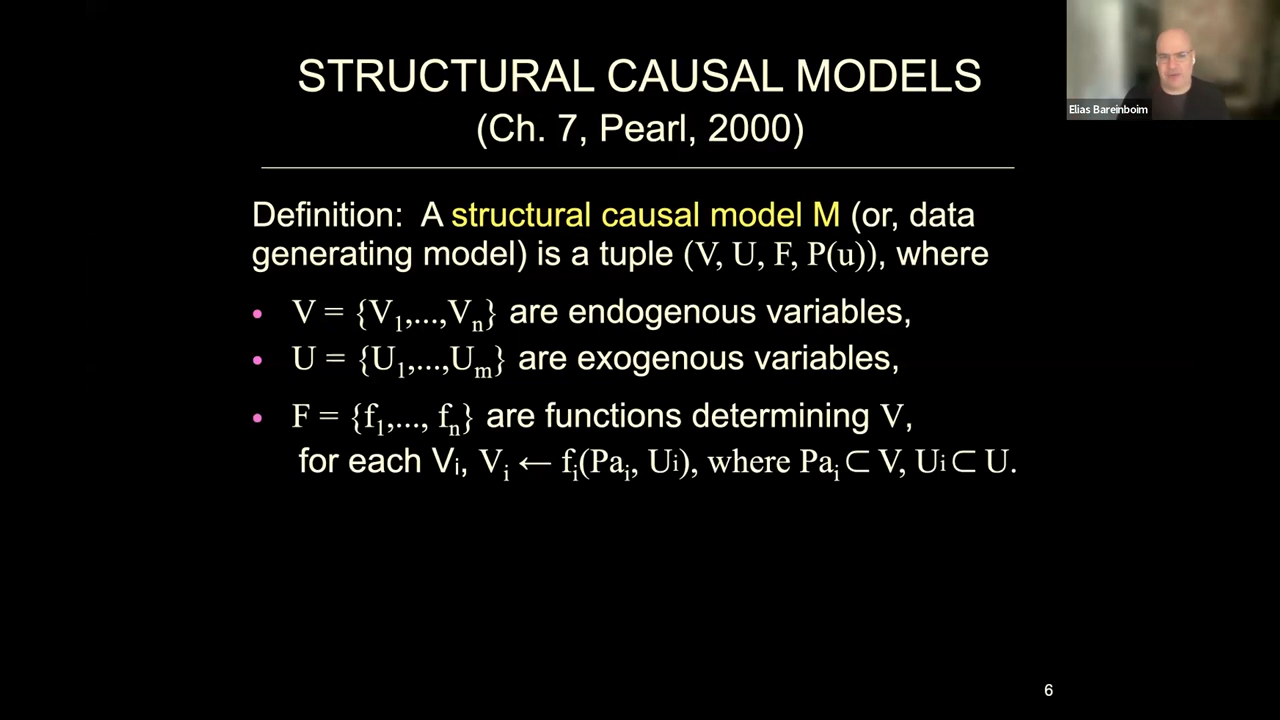 STRUCTURAL CAUSAL MODELS
(Ch. 7, Pearl, 2000)
Elias Bareinboim
Definition: A structural causal model M (or, data
generating model) is a tuple (V, U, F, P(u)), where
• V = {V₁,...,Vₙ} are endogenous variables,
• U = {U₁,...,Uₘ} are exogenous variables,
• F = {f₁,..., fₙ} are functions determining V,
for each Vᵢ, Vᵢ ← fᵢ(Paᵢ, Uᵢ), where Paᵢ ⊂ V, Uᵢ ⊂ U.
6